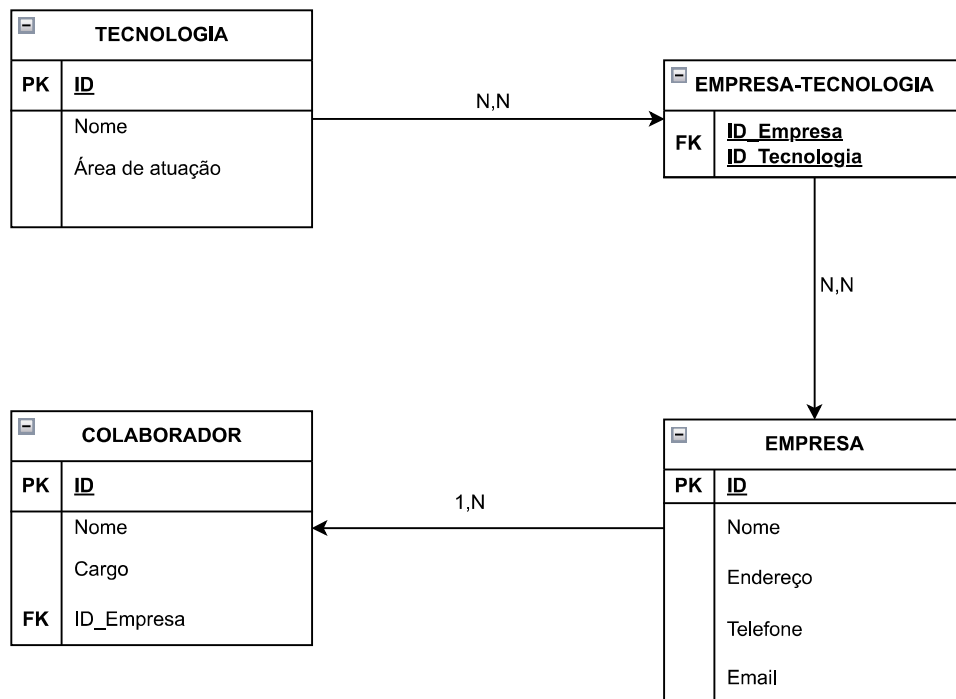 TECNOLOGIA
PK ID
Nome
Área de atuação
N,N
EMPRESA-TECNOLOGIA
FK ID_Empresa
ID_Tecnologia
N,N
COLABORADOR
PK ID
Nome
Cargo
FK ID_Empresa
1,N
EMPRESA
PK ID
Nome
Endereço
Telefone
Email